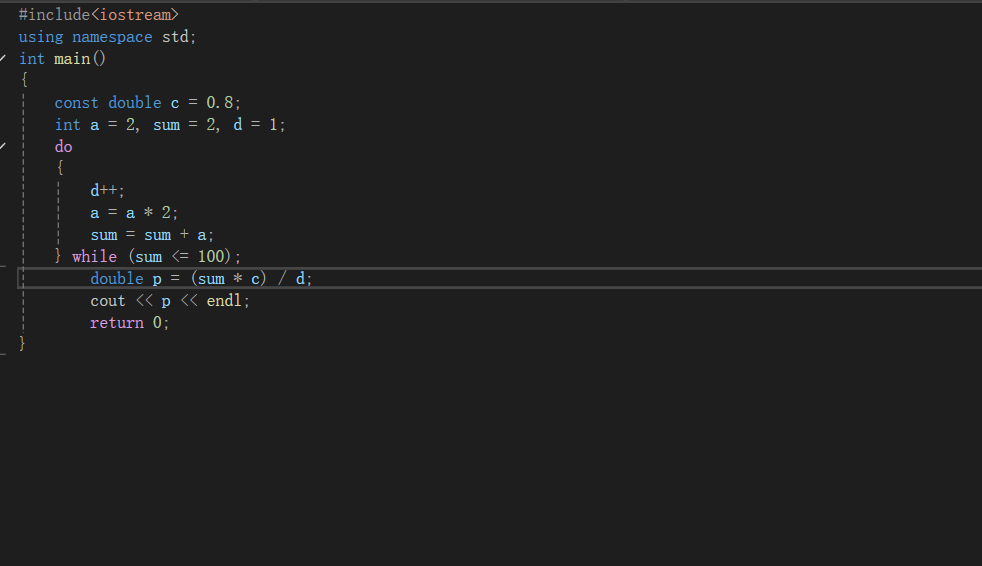 #include<iostream>
using namespace std;
int main()
{
    const double c = 0.8;
    int a = 2, sum = 2, d = 1;
    do
    {
        d++;
        a = a * 2;
        sum = sum + a;
    } while (sum <= 100);
        double p = (sum * c) / d;
        cout << p << endl;
        return 0;
}